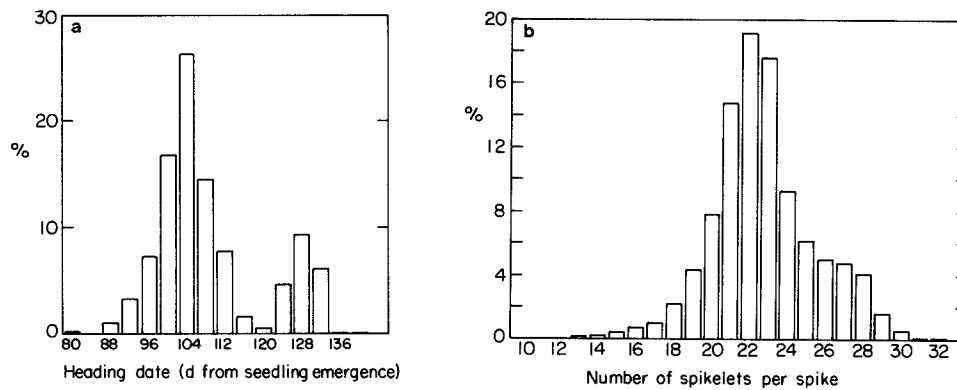 a
30
20
%
10
0
80 88 96 104 112 120 128 136
Heading date (d from seedling emergence)
b
20
16
%
12
8
4
0
10 12 14 16 18 20 22 24 26 28 30 32
Number of spikelets per spike